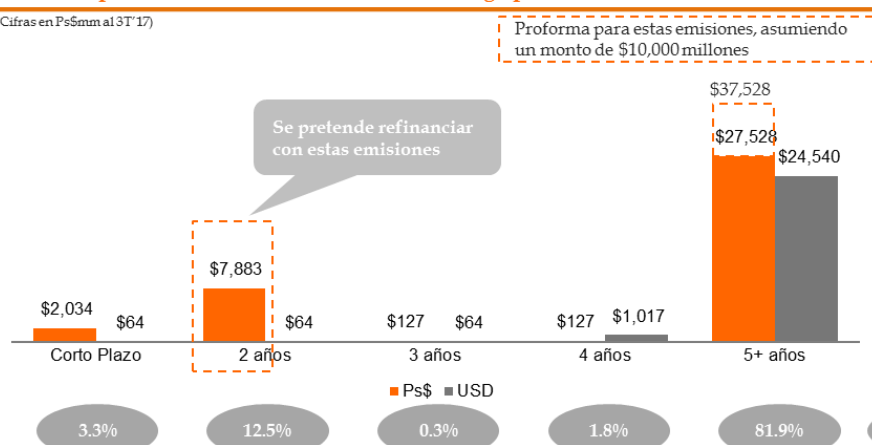 Cifras en Ps$mm al 3T'17)
Proforma para estas emisiones, asumiendo
un monto de $10,000 millones
$37,528
Se pretende refinanciar
con estas emisiones
$27,528
$24,540
$7,883
$2,034
$64
$64
$127
$64
$127
$1,017
Corto Plazo
2 años
3 años
4 años
5+ años
Ps$
USD
3.3%
12.5%
0.3%
1.8%
81.9%